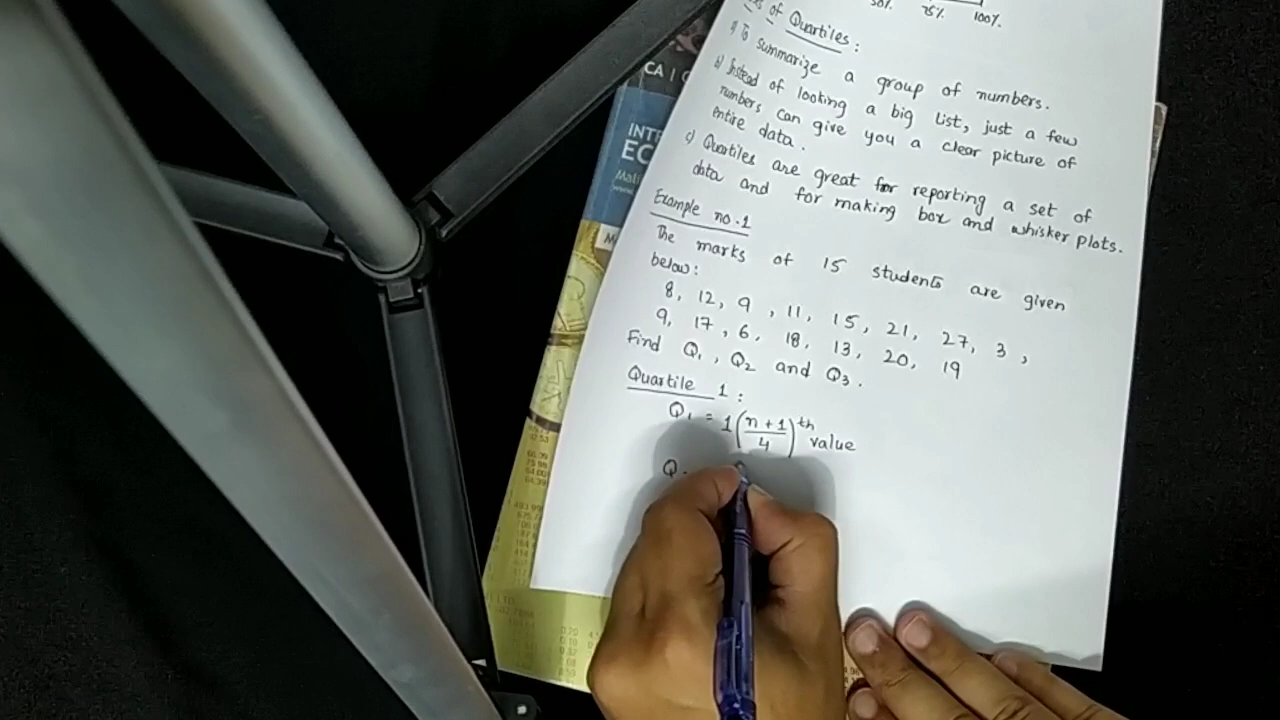 50% 75% 100%.
of Quartiles :
a) To summarize a group of numbers.
b) Instead of looking a big List, just a few
numbers can give you a clear picture of
entire data.
c) Quartiles are great for reporting a set of
data and for making box and whisker plots.
Example no.1
The marks of 15 students are given
below:
8, 12, 9, 11, 15, 21, 27, 3,
9, 17, 6, 18, 13, 20, 19
Find Q₁, Q₂ and Q₃.
Quartile 1 :
Q₁ = 1(n+1/4)th value
Q
CA |
INT
EC
Mali